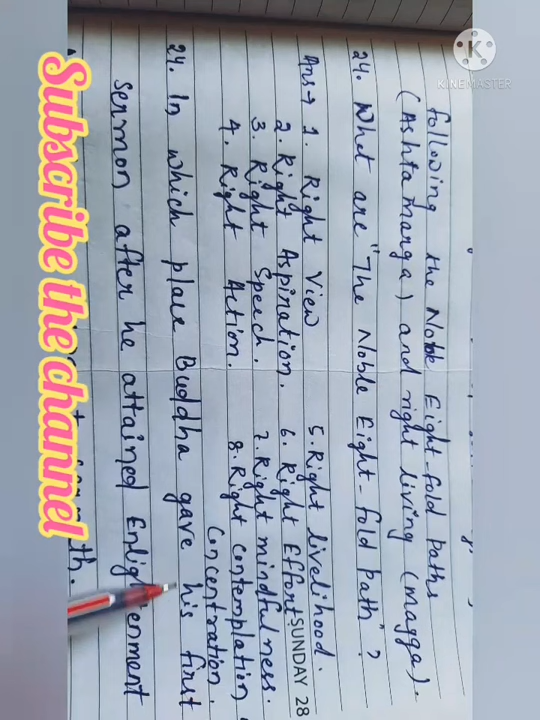 KINEMASTER
following the Noble Eight-fold Paths
(Ashtamarga) and right living (magga).
24. What are "The Noble Eight-fold Path"?
Ans→ 1. Right View 5. Right livelihood.
2. Right Aspiration. 6. Right Effort
3. Right Speech. 7. Right mindfulness.
4. Right Action. 8. Right contemplation
Concentration.
SUNDAY 28
24. In which place Buddha gave his first
Sermon after he attained Enlig enment
th.
Subscribe the channel